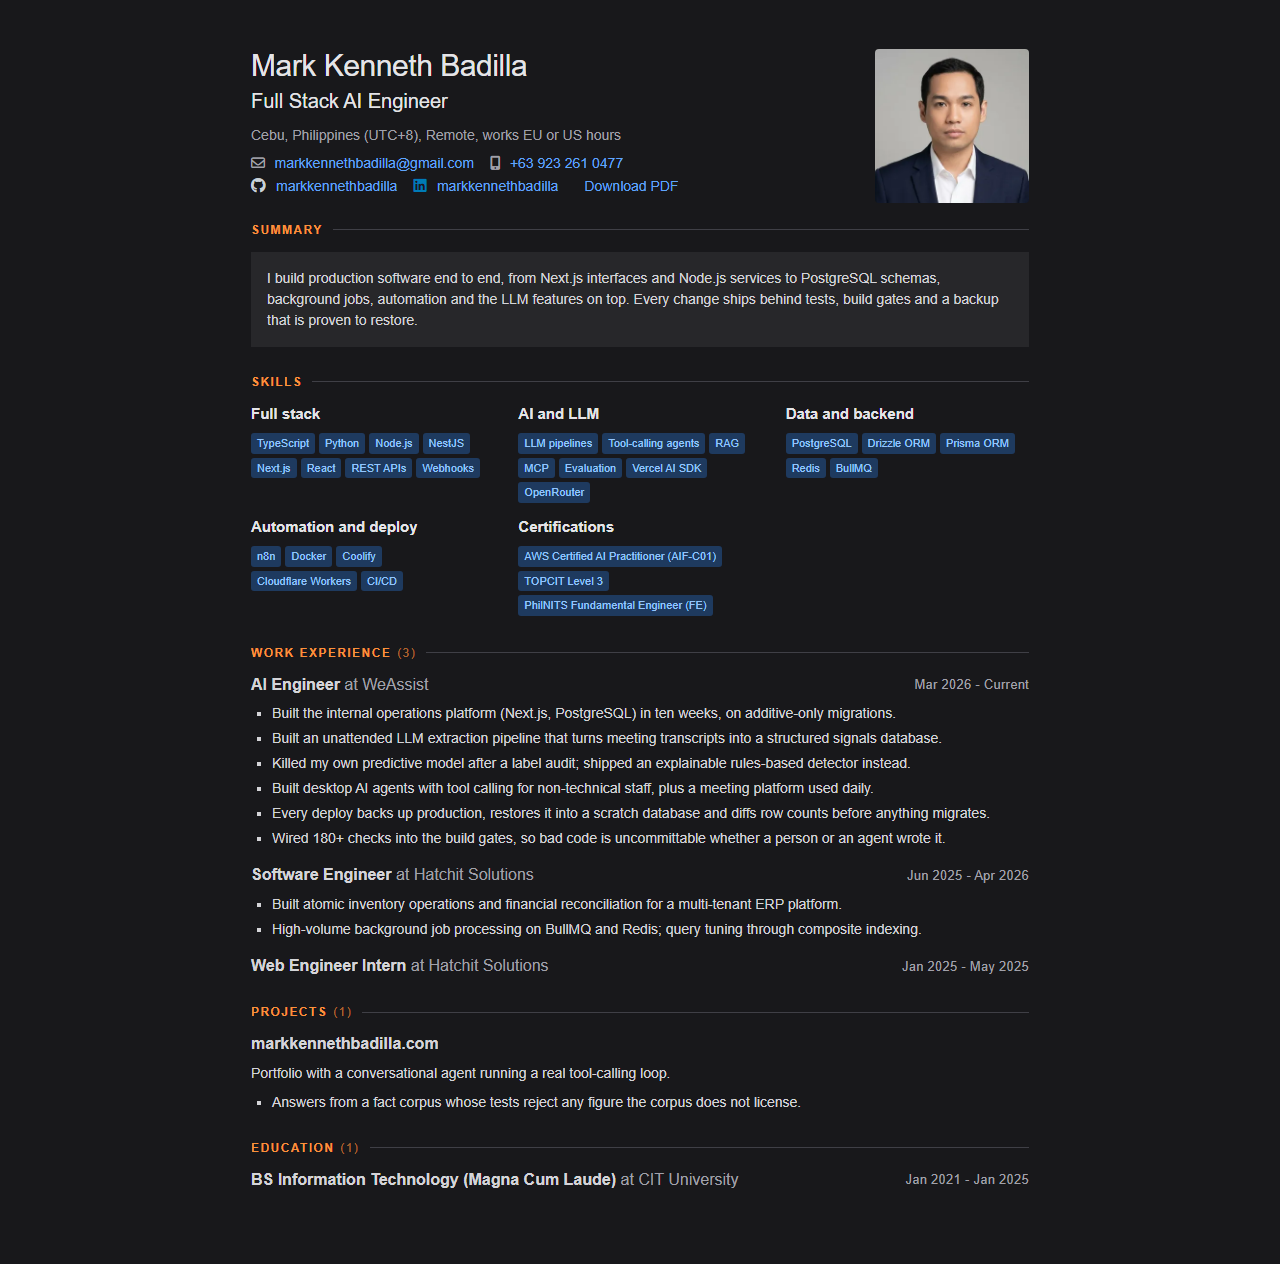 Mark Kenneth Badilla
Full Stack AI Engineer
Cebu, Philippines (UTC+8), Remote, works EU or US hours
markkennethbadilla@gmail.com +63 923 261 0477
markkennethbadilla markkennethbadilla Download PDF
SUMMARY
I build production software end to end, from Next.js interfaces and Node.js services to PostgreSQL schemas,
background jobs, automation and the LLM features on top. Every change ships behind tests, build gates and a backup
that is proven to restore.
SKILLS
Full stack
TypeScript Python Node.js NestJS
Next.js React REST APIs Webhooks
AI and LLM
LLM pipelines Tool-calling agents RAG
MCP Evaluation Vercel AI SDK
OpenRouter
Data and backend
PostgreSQL Drizzle ORM Prisma ORM
Redis BullMQ
Automation and deploy
n8n Docker Coolify
Cloudflare Workers CI/CD
Certifications
AWS Certified AI Practitioner (AIF-C01)
TOPCIT Level 3
PhilNITS Fundamental Engineer (FE)
WORK EXPERIENCE (3)
AI Engineer at WeAssist Mar 2026 - Current
Built the internal operations platform (Next.js, PostgreSQL) in ten weeks, on additive-only migrations.
Built an unattended LLM extraction pipeline that turns meeting transcripts into a structured signals database.
Killed my own predictive model after a label audit; shipped an explainable rules-based detector instead.
Built desktop AI agents with tool calling for non-technical staff, plus a meeting platform used daily.
Every deploy backs up production, restores it into a scratch database and diffs row counts before anything migrates.
Wired 180+ checks into the build gates, so bad code is uncommittable whether a person or an agent wrote it.
Software Engineer at Hatchit Solutions Jun 2025 - Apr 2026
Built atomic inventory operations and financial reconciliation for a multi-tenant ERP platform.
High-volume background job processing on BullMQ and Redis; query tuning through composite indexing.
Web Engineer Intern at Hatchit Solutions Jan 2025 - May 2025
PROJECTS (1)
markkennethbadilla.com
Portfolio with a conversational agent running a real tool-calling loop.
Answers from a fact corpus whose tests reject any figure the corpus does not license.
EDUCATION (1)
BS Information Technology (Magna Cum Laude) at CIT University Jan 2021 - Jan 2025